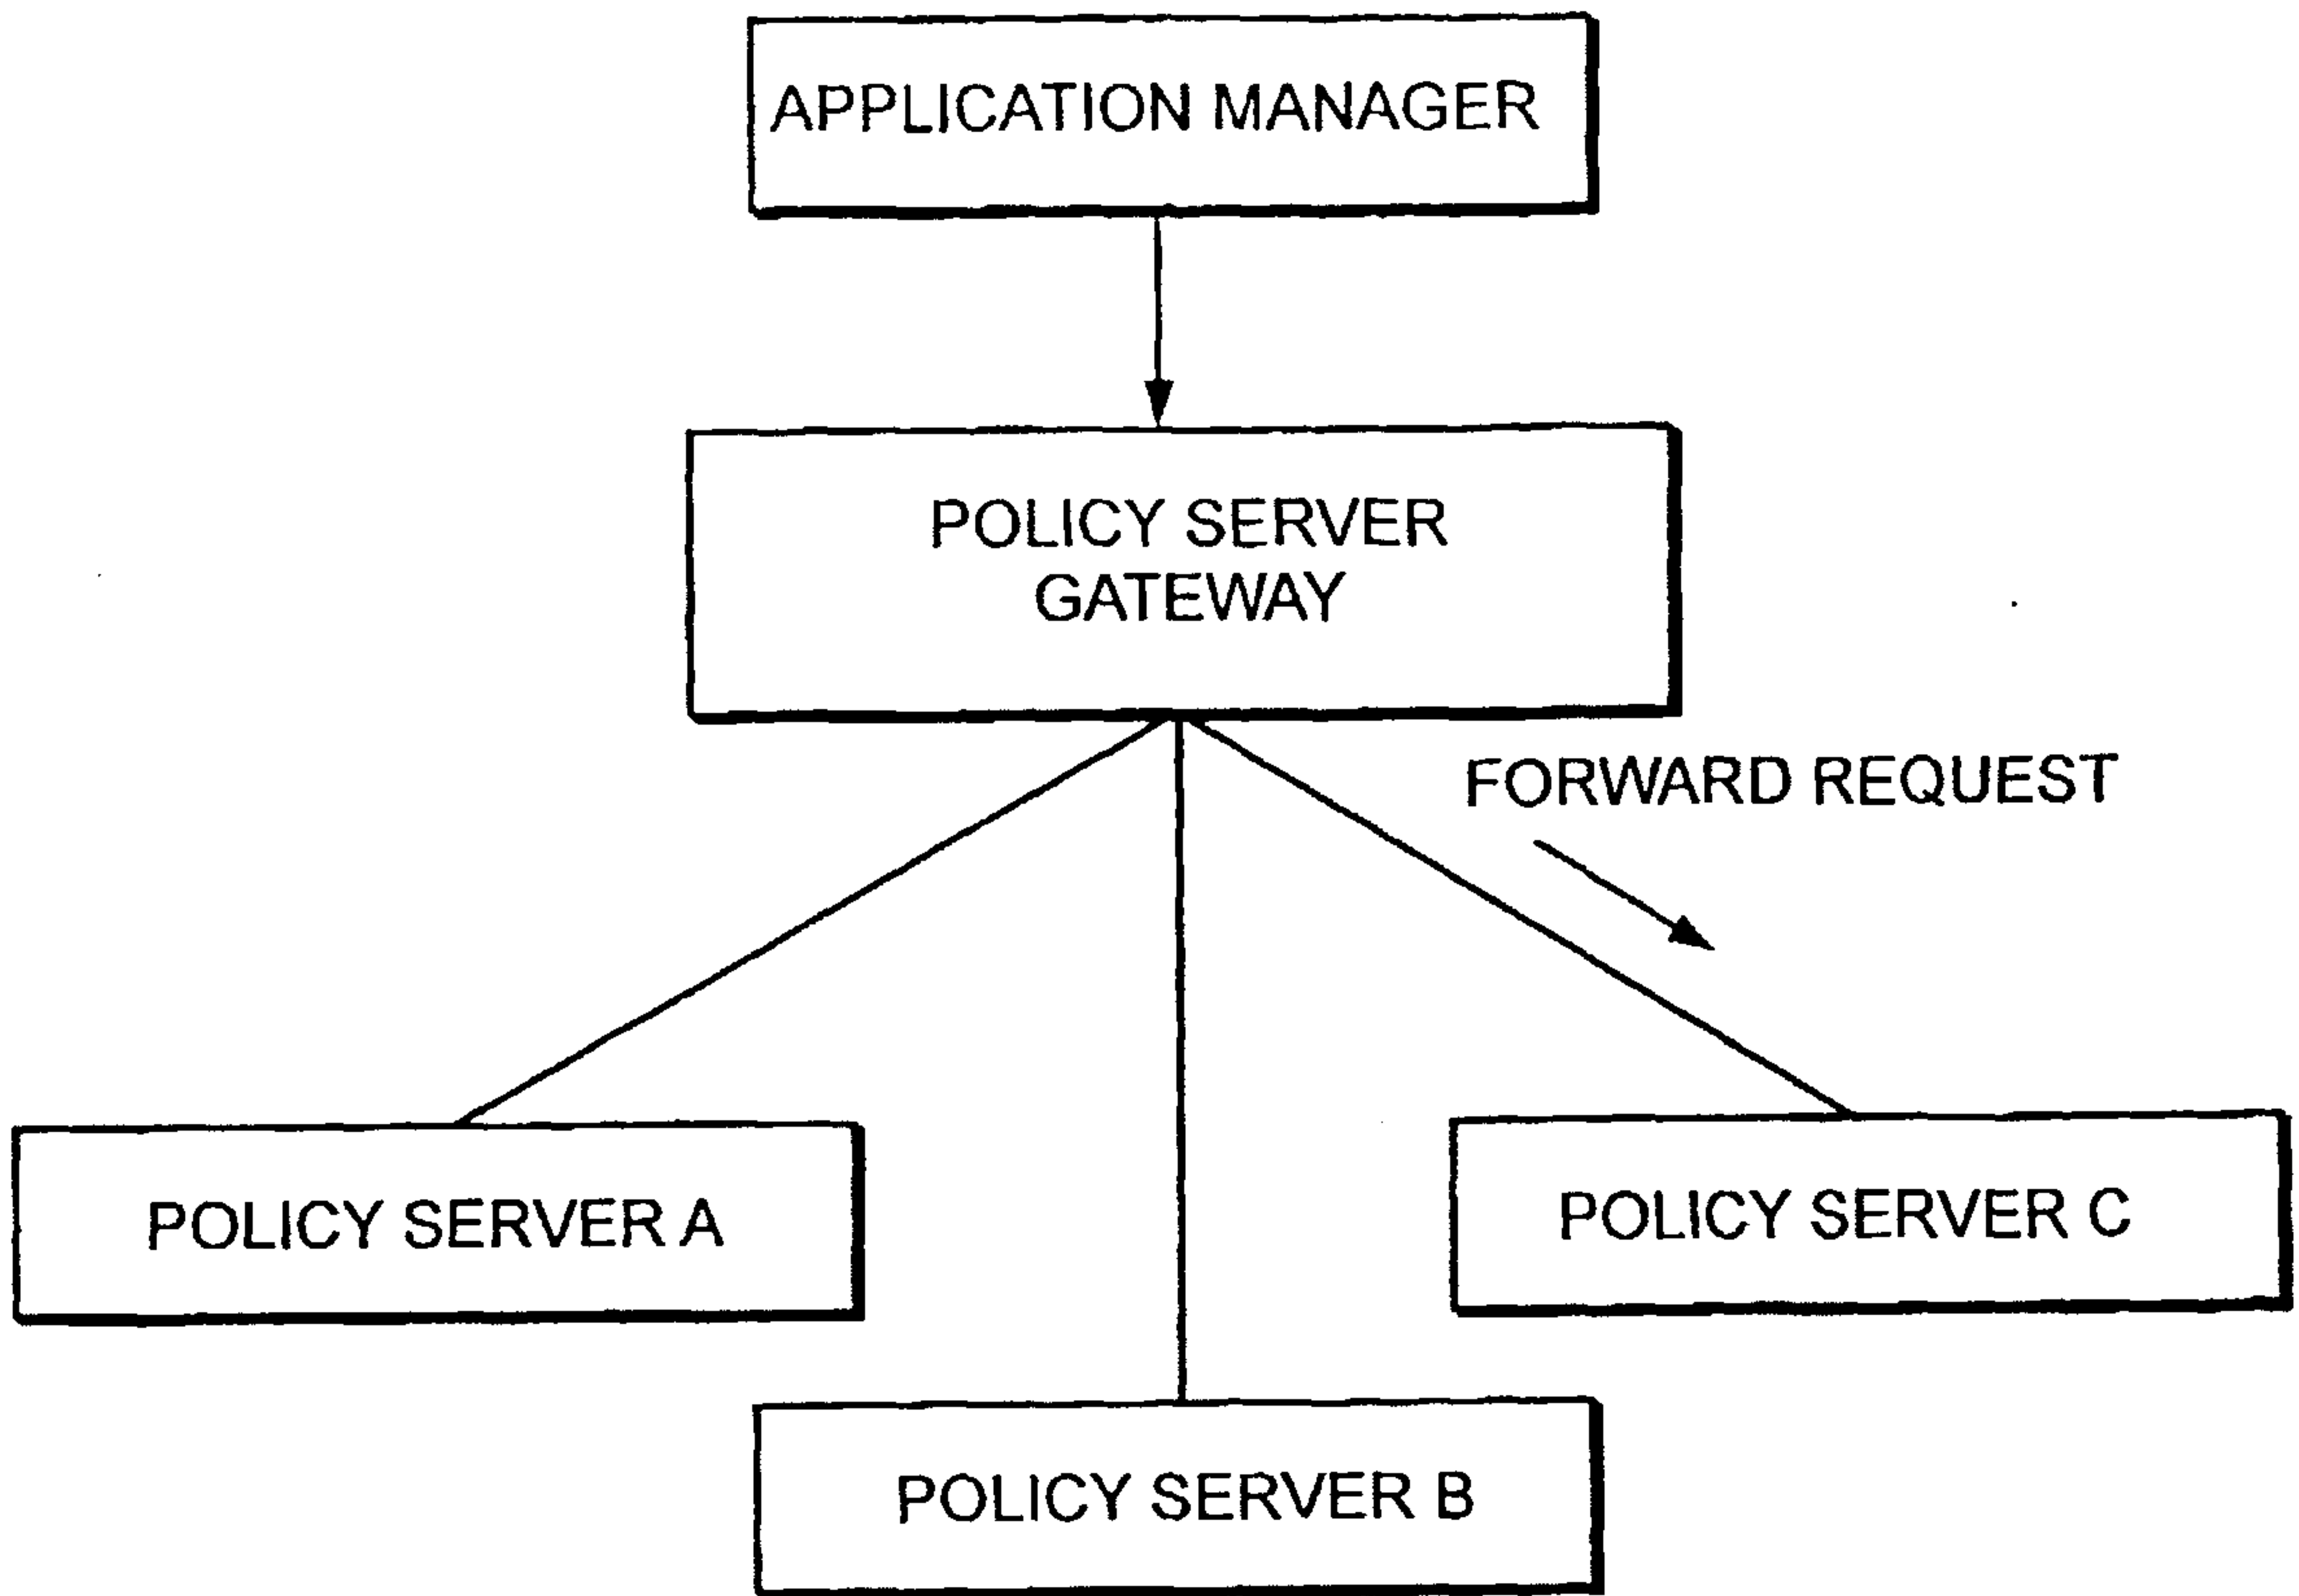 APPLICATION MANAGER
POLICY SERVER
GATEWAY
FORWARD REQUEST
POLICY SERVER A
POLICY SERVER C
POLICY SERVER B